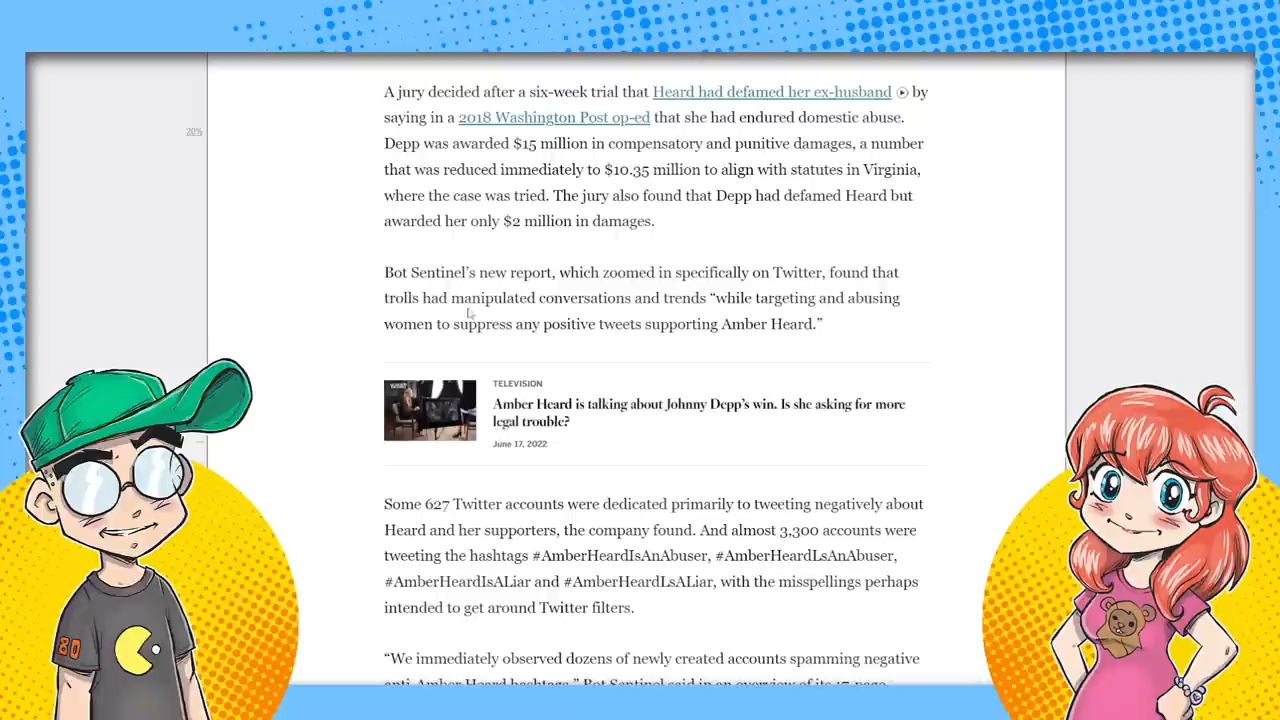 A jury decided after a six-week trial that Heard had defamed her ex-husband by
20%
saying in a 2018 Washington Post op-ed that she had endured domestic abuse.
Depp was awarded $15 million in compensatory and punitive damages, a number
that was reduced immediately to $10.35 million to align with statutes in Virginia,
where the case was tried. The jury also found that Depp had defamed Heard but
awarded her only $2 million in damages.
Bot Sentinel’s new report, which zoomed in specifically on Twitter, found that
trolls had manipulated conversations and trends “while targeting and abusing
women to suppress any positive tweets supporting Amber Heard.”
TELEVISION
Amber Heard is talking about Johnny Depp’s win. Is she asking for more
legal trouble?
June 17, 2022
Some 627 Twitter accounts were dedicated primarily to tweeting negatively about
Heard and her supporters, the company found. And almost 3,300 accounts were
tweeting the hashtags #AmberHeardIsAnAbuser, #AmberHeardLsAnAbuser,
#AmberHeardIsALiar and #AmberHeardLsALiar, with the misspellings perhaps
intended to get around Twitter filters.
“We immediately observed dozens of newly created accounts spamming negative
anti-Amber Heard hashtags,” Bot Sentinel said in an overview of its 17-page
80